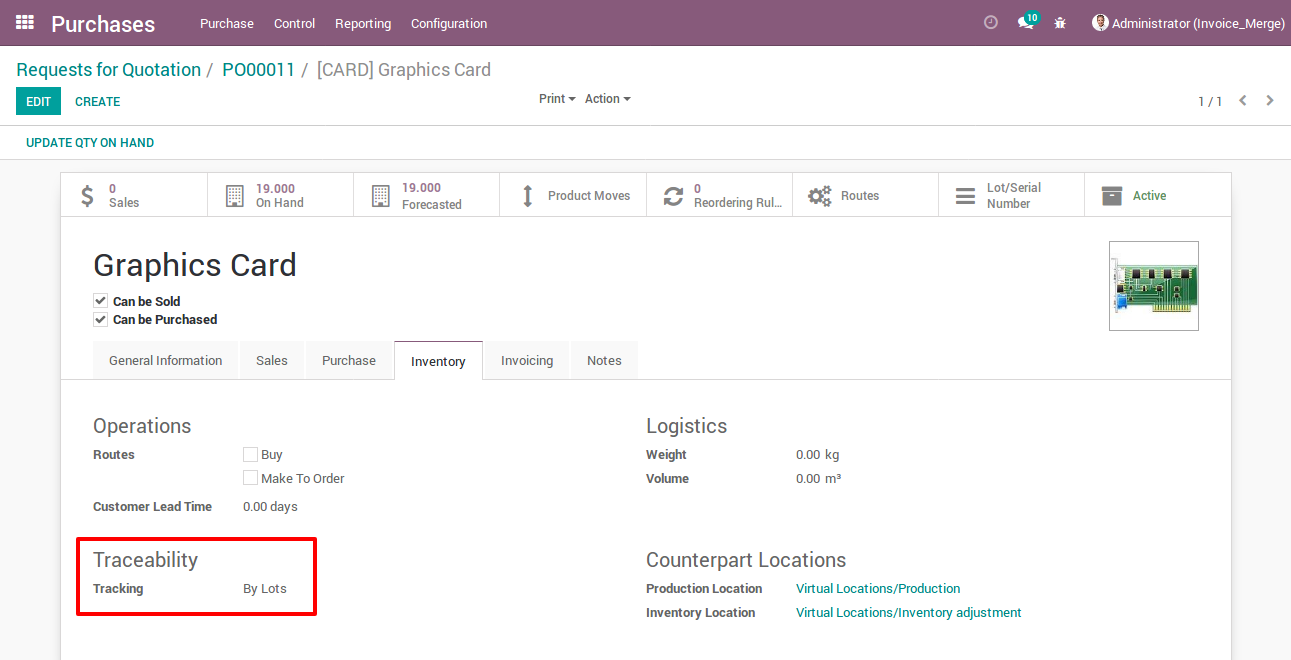 Purchases Purchase Control Reporting Configuration 10 Administrator (Invoice_Merge)
Requests for Quotation / PO00011 / [CARD] Graphics Card
EDIT CREATE Print Action 1 / 1
UPDATE QTY ON HAND
0 Sales
19.000 On Hand
19.000 Forecasted
Product Moves
0 Reordering Rul...
Routes
Lot/Serial Number
Active
Graphics Card
Can be Sold
Can be Purchased
General Information Sales Purchase Inventory Invoicing Notes
Operations
Routes Buy
Make To Order
Customer Lead Time 0.00 days
Logistics
Weight 0.00 kg
Volume 0.00 m³
Traceability
Tracking By Lots
Counterpart Locations
Production Location Virtual Locations/Production
Inventory Location Virtual Locations/Inventory adjustment